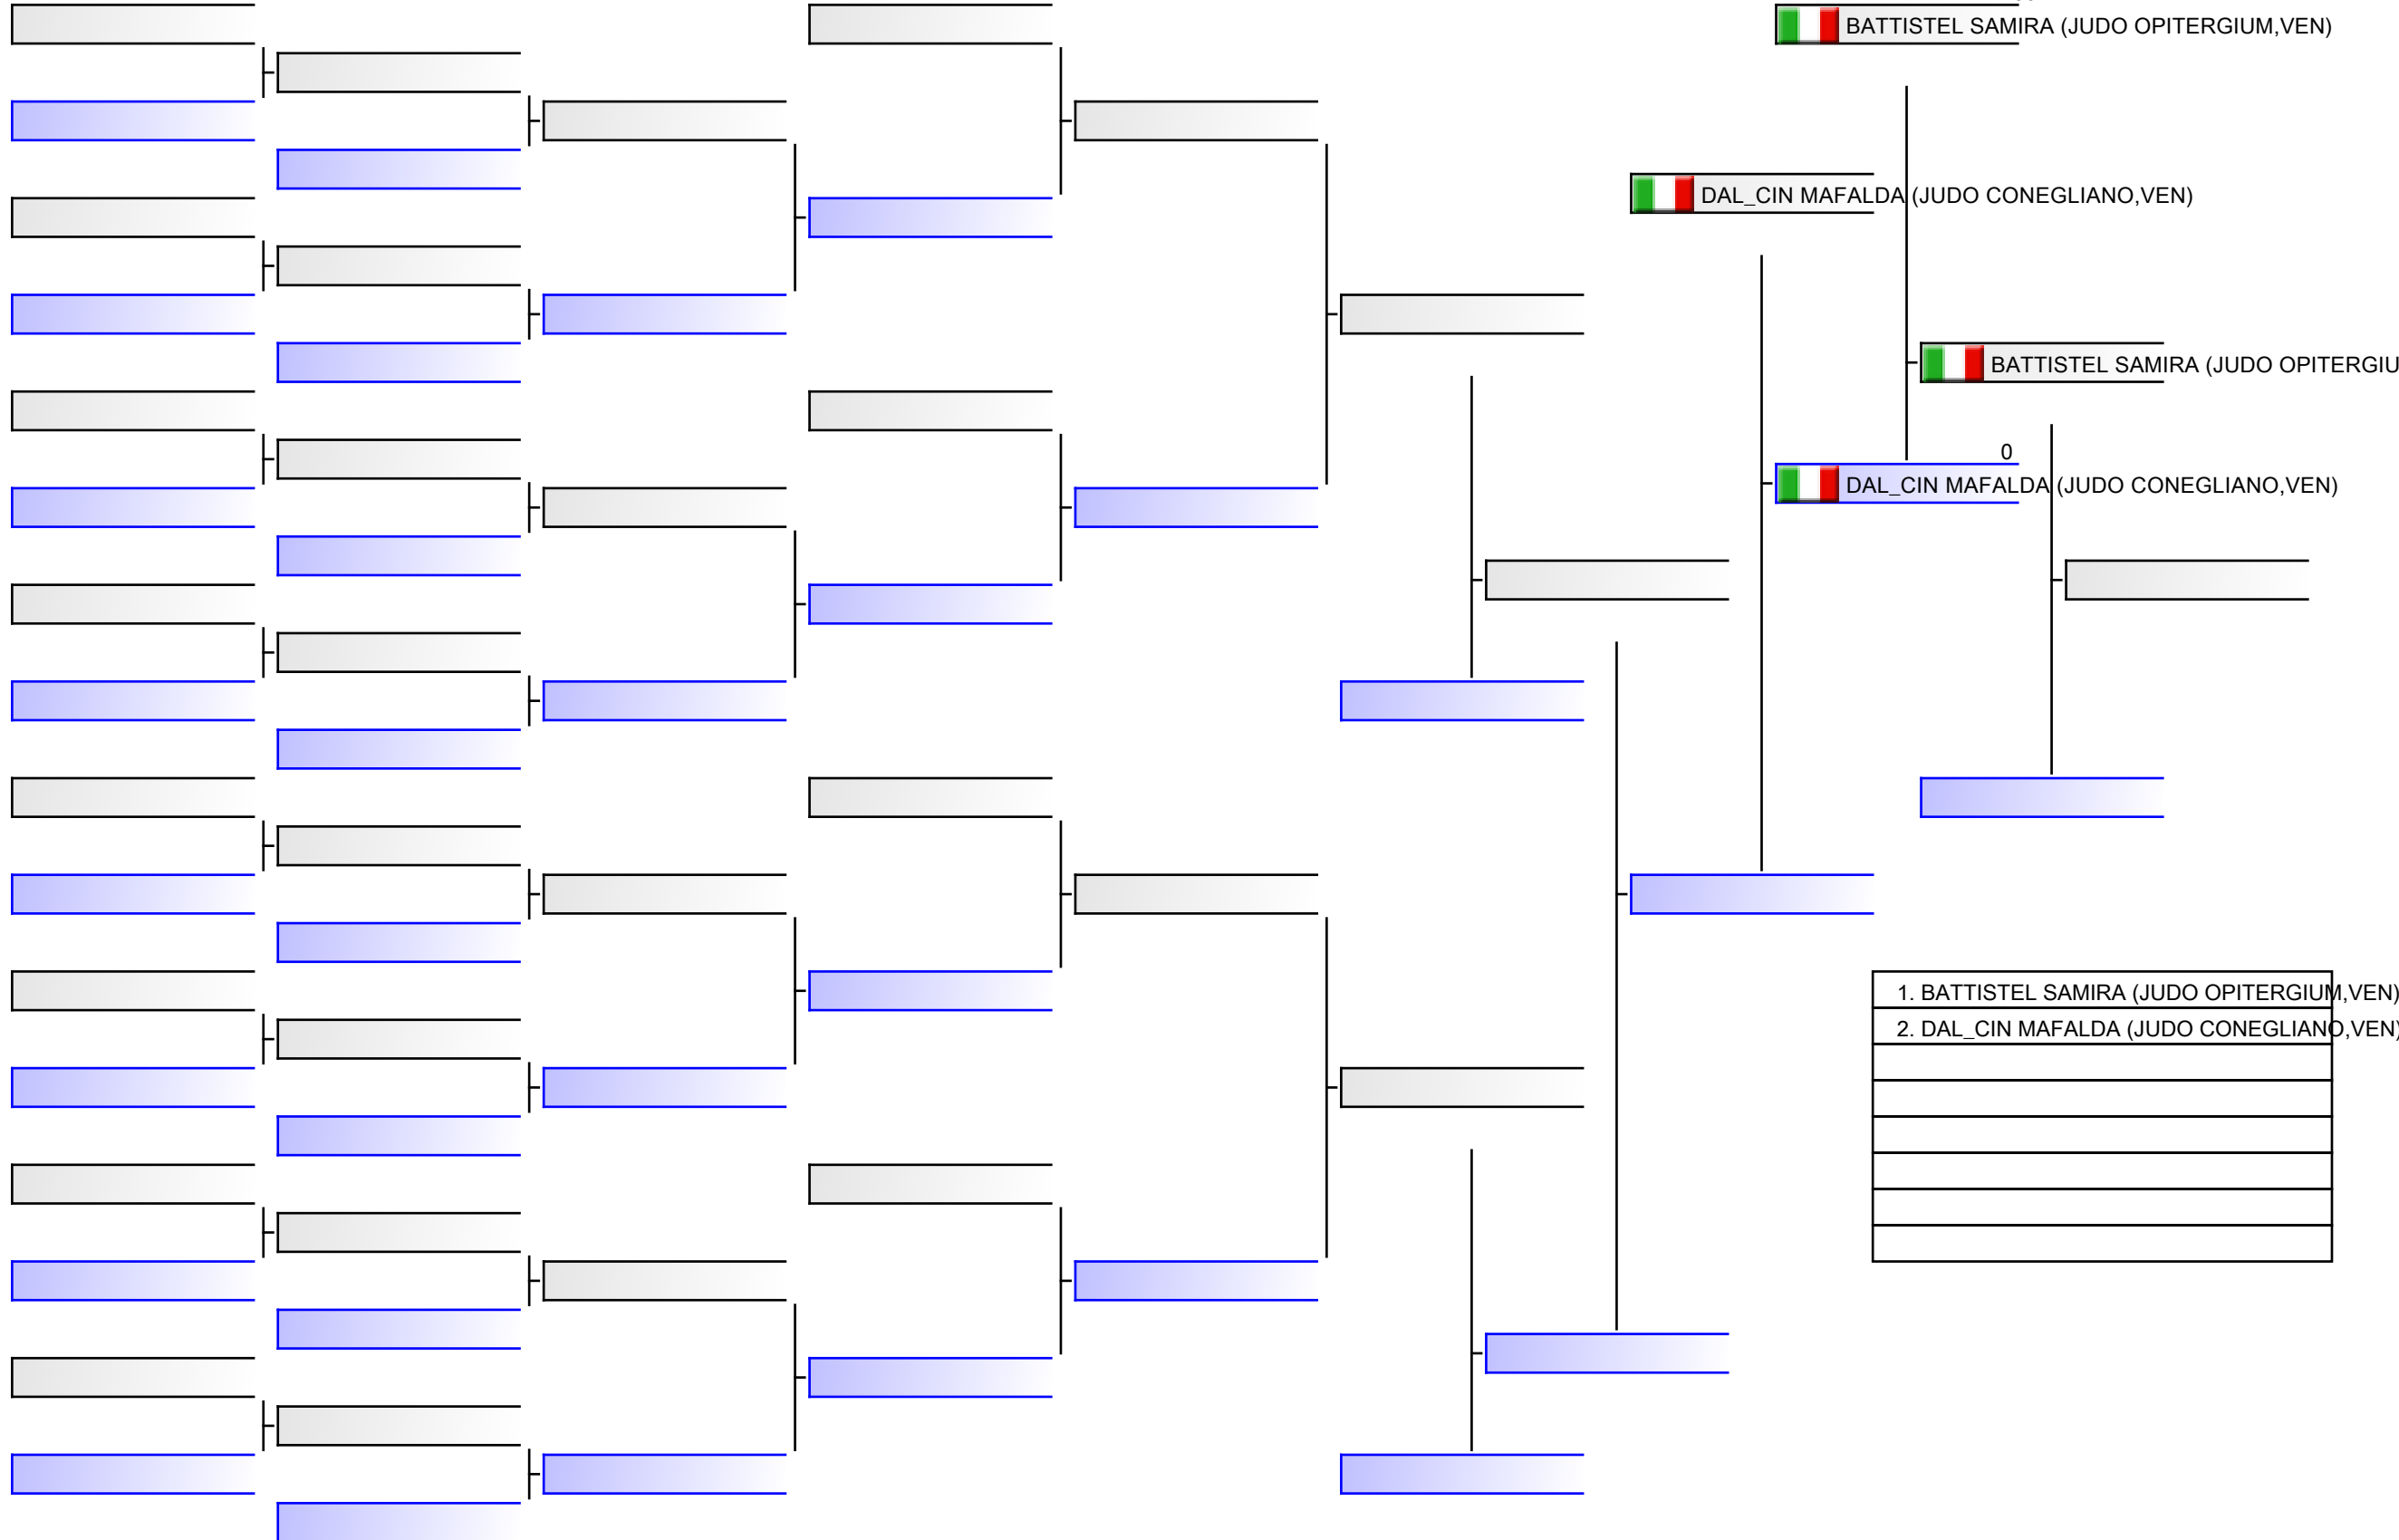 BATTISTEL SAMIRA (JUDO OPITERGIUM,VEN)
DAL_CIN MAFALDA (JUDO CONEGLIANO,VEN)
BATTISTEL SAMIRA (JUDO OPITERGIU
0
DAL_CIN MAFALDA (JUDO CONEGLIANO,VEN)
1. BATTISTEL SAMIRA (JUDO OPITERGIUM,VEN)
2. DAL_CIN MAFALDA (JUDO CONEGLIANO,VEN)